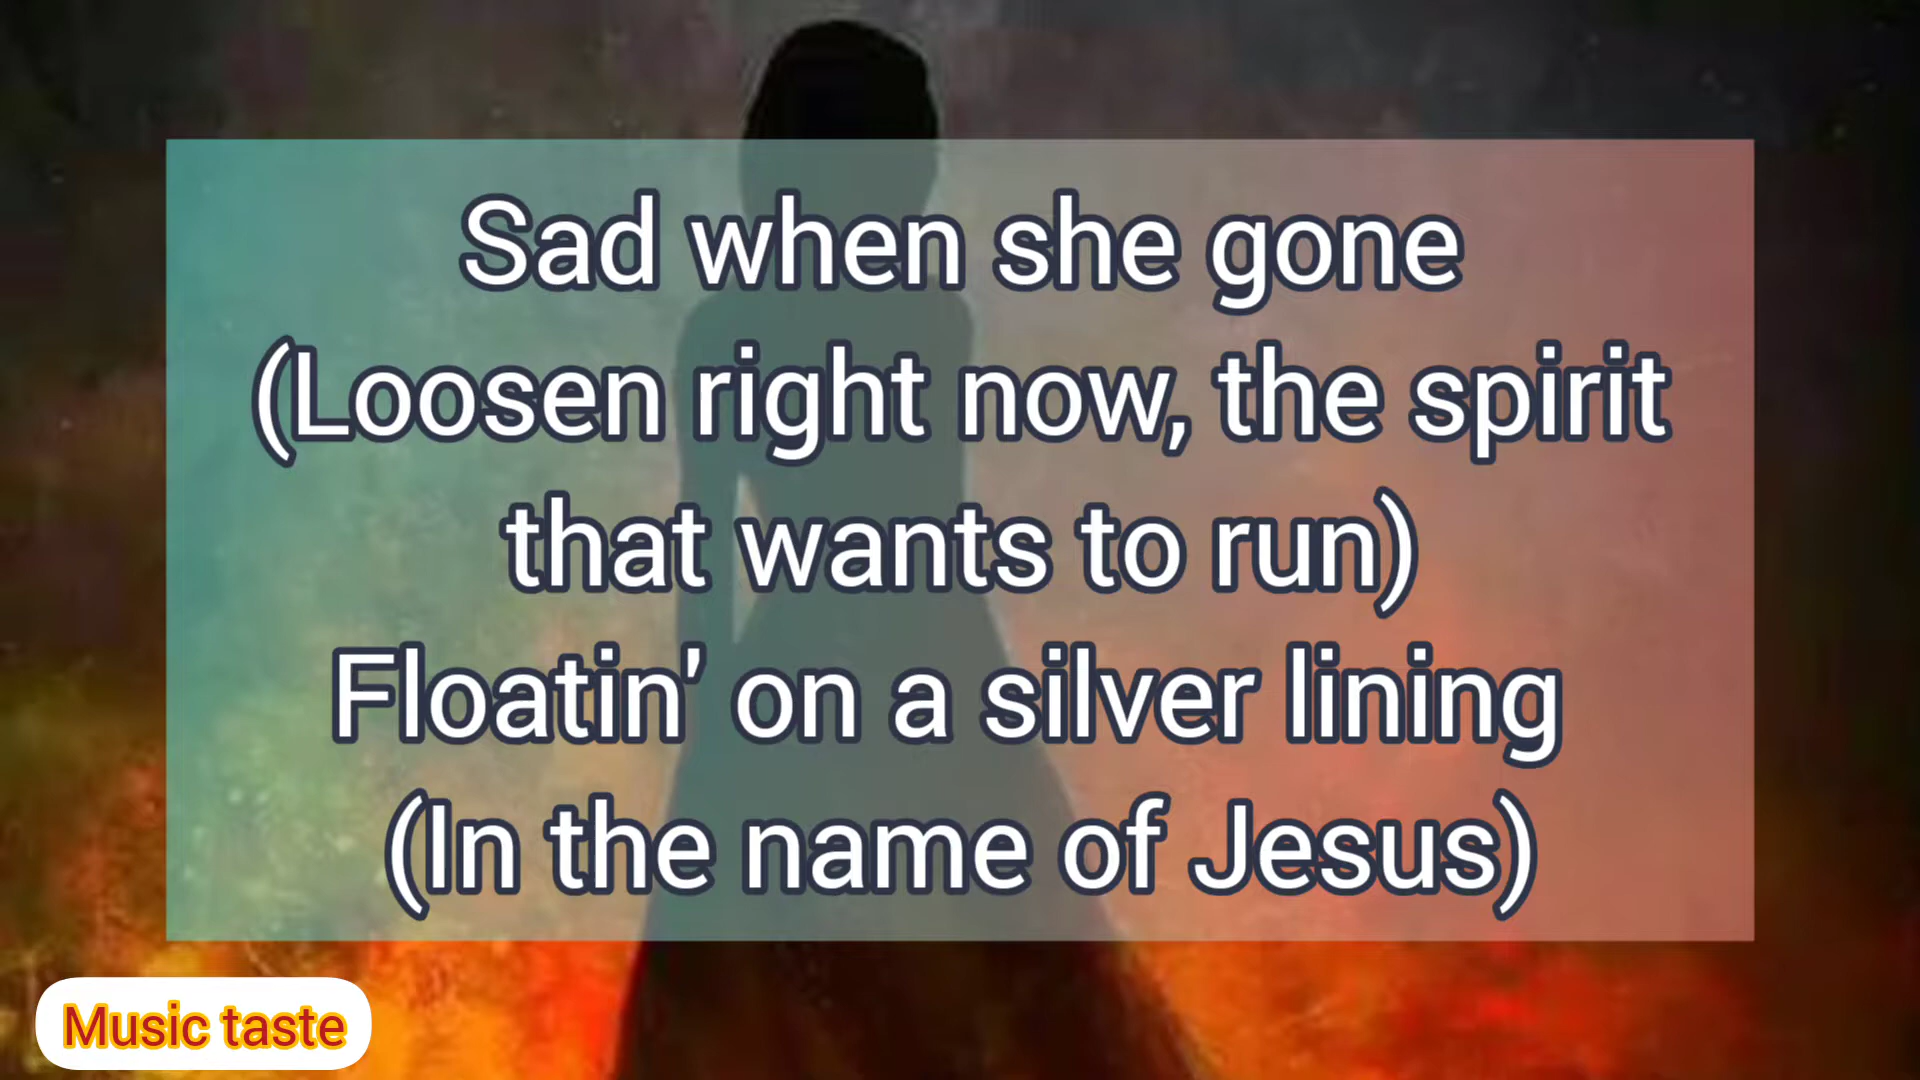 Sad when she gone
(Loosen right now, the spirit
that wants to run)
Floatin' on a silver lining
(In the name of Jesus)
Music taste